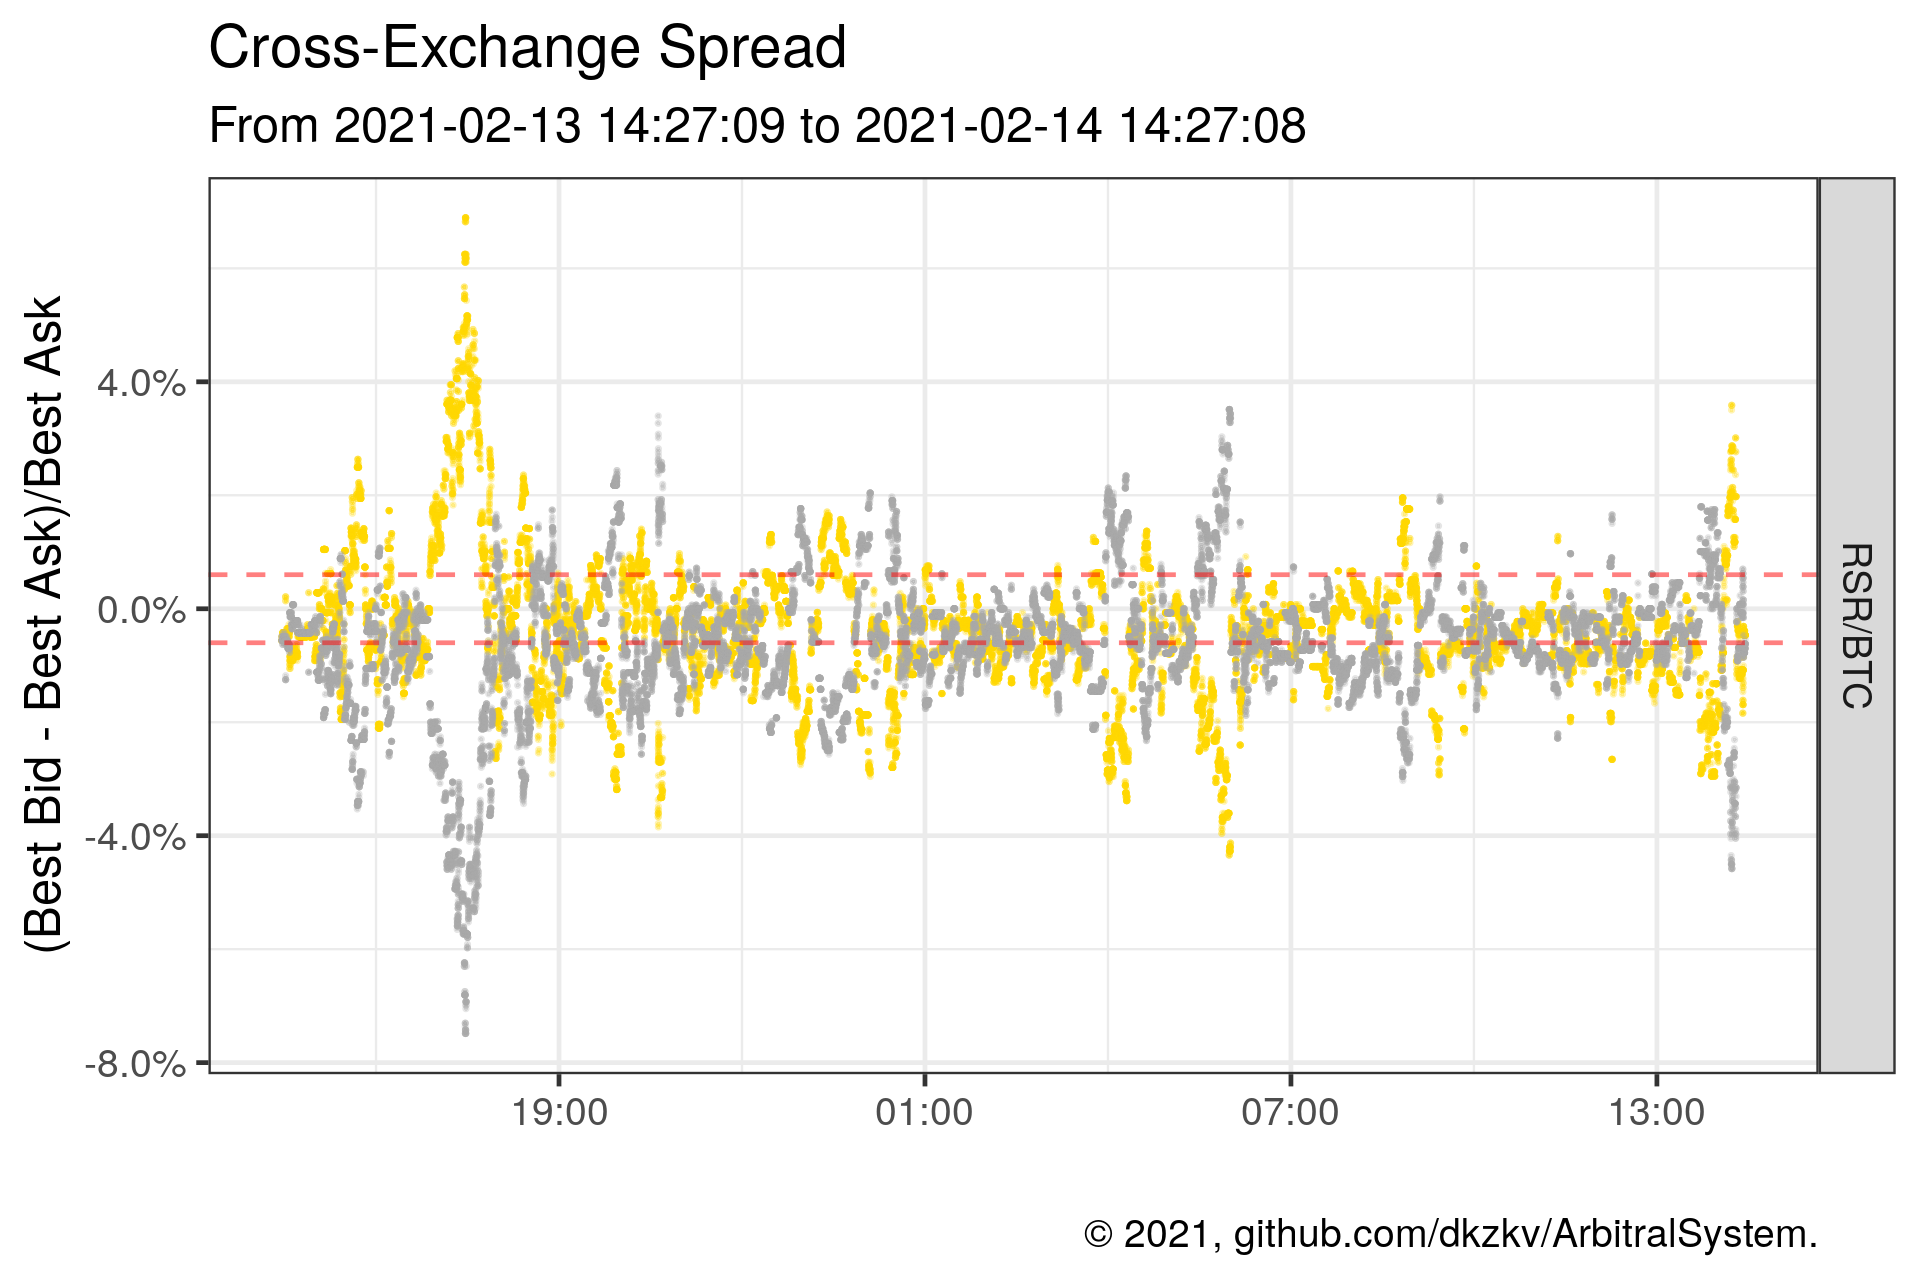 Cross-Exchange Spread
From 2021-02-13 14:27:09 to 2021-02-14 14:27:08
(Best Bid - Best Ask)/Best Ask
4.0%
0.0%
-4.0%
-8.0%
RSR/BTC
19:00
01:00
07:00
13:00
© 2021, github.com/dkzkv/ArbitralSystem.